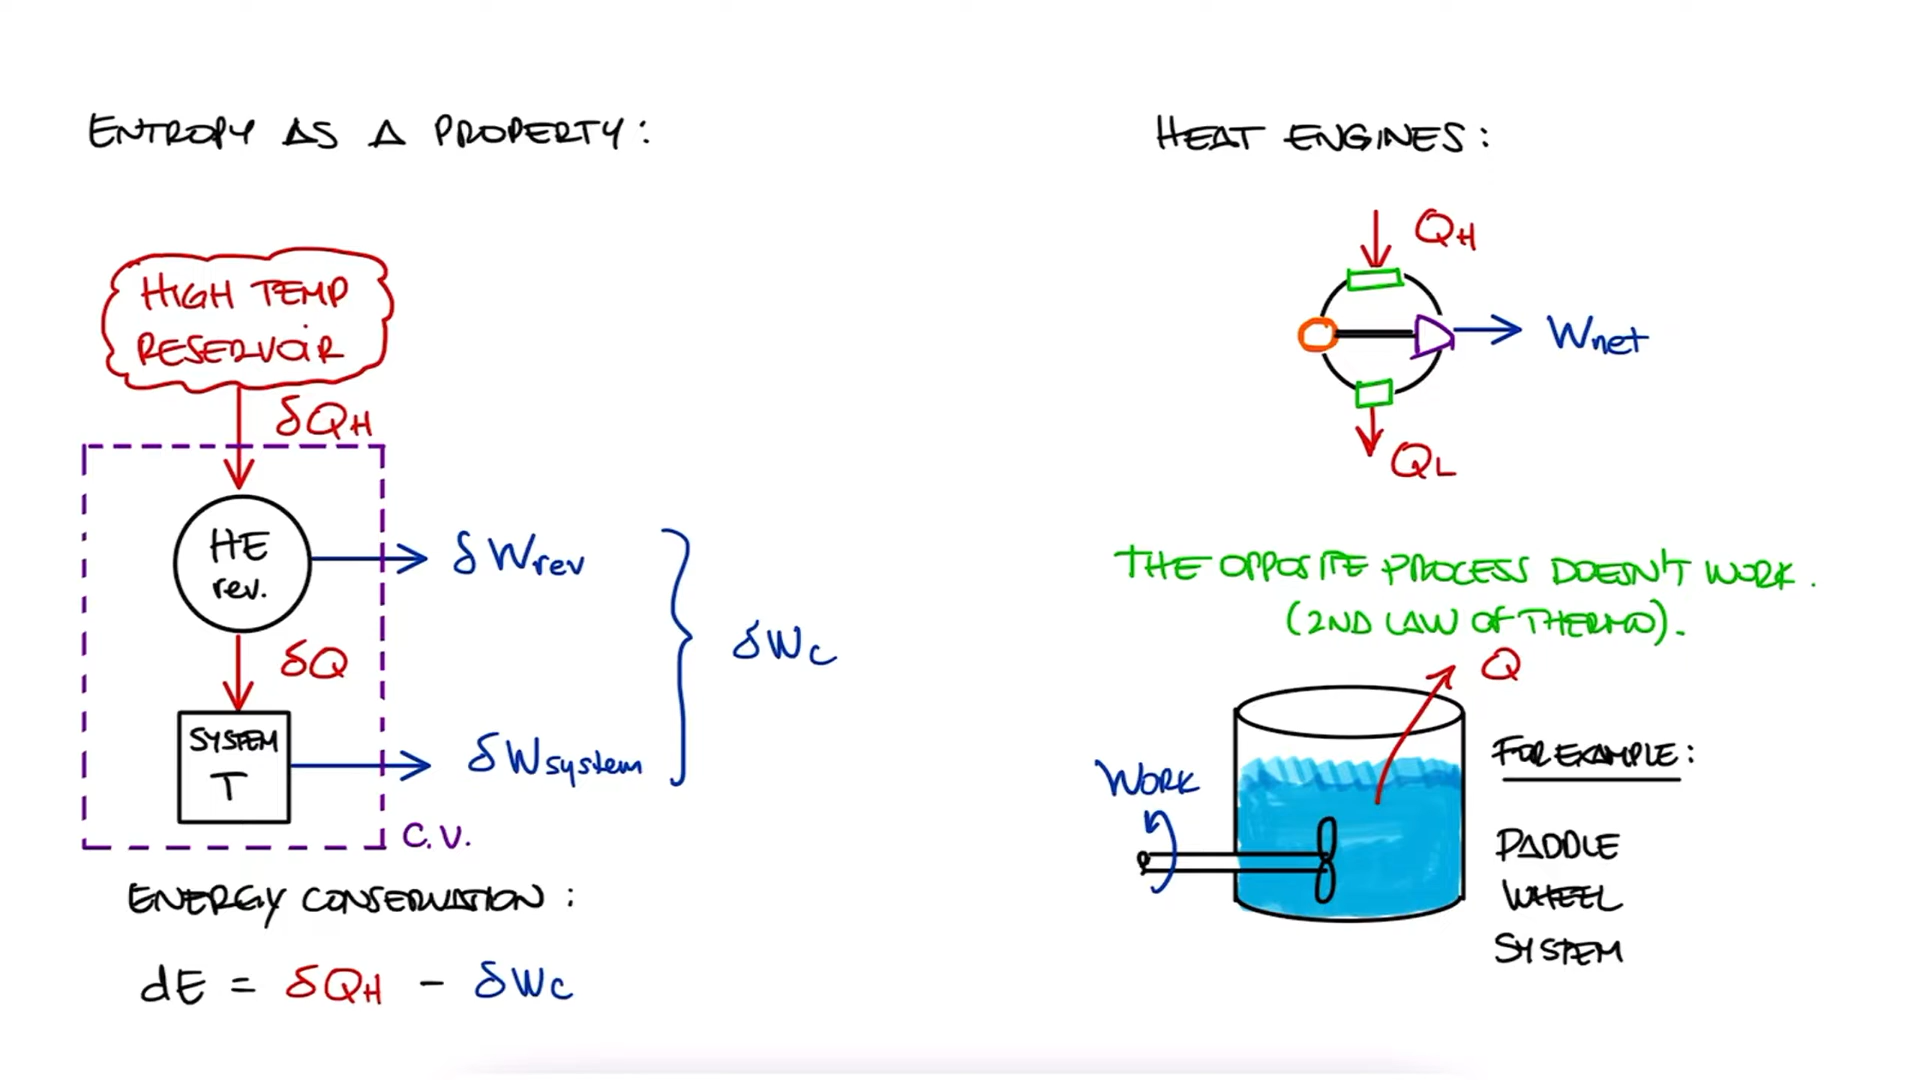 ENTROPY AS A PROPERTY:
HIGH TEMP
RESERVOIR
δQH
HE
rev.
δWrev
δQ
SYSTEM
T
δWsystem
δWc
C.V.
ENERGY CONSERVATION:
dE = δQH - δWc
HEAT ENGINES:
QH
Wnet
QL
THE OPPOSITE PROCESS DOESN'T WORK.
(2ND LAW OF THERMO).
Q
WORK
FOR EXAMPLE:
PADDLE
WHEEL
SYSTEM